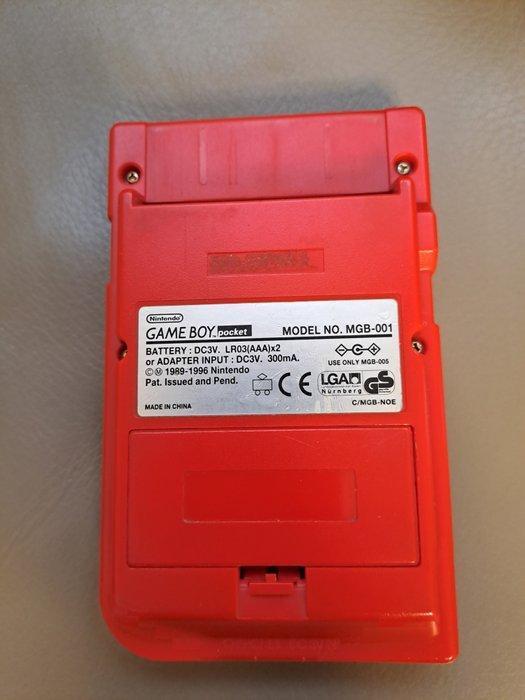 Nintendo
GAME BOY pocket MODEL NO. MGB-001
BATTERY : DC3V. LR03(AAA)x2
or ADAPTER INPUT : DC3V. 300mA.
USE ONLY MGB-005
©Ⓜ 1989-1996 Nintendo
Pat. Issued and Pend.
CE
LGA
Nürnberg
GS
MADE IN CHINA
C/MGB-NOE